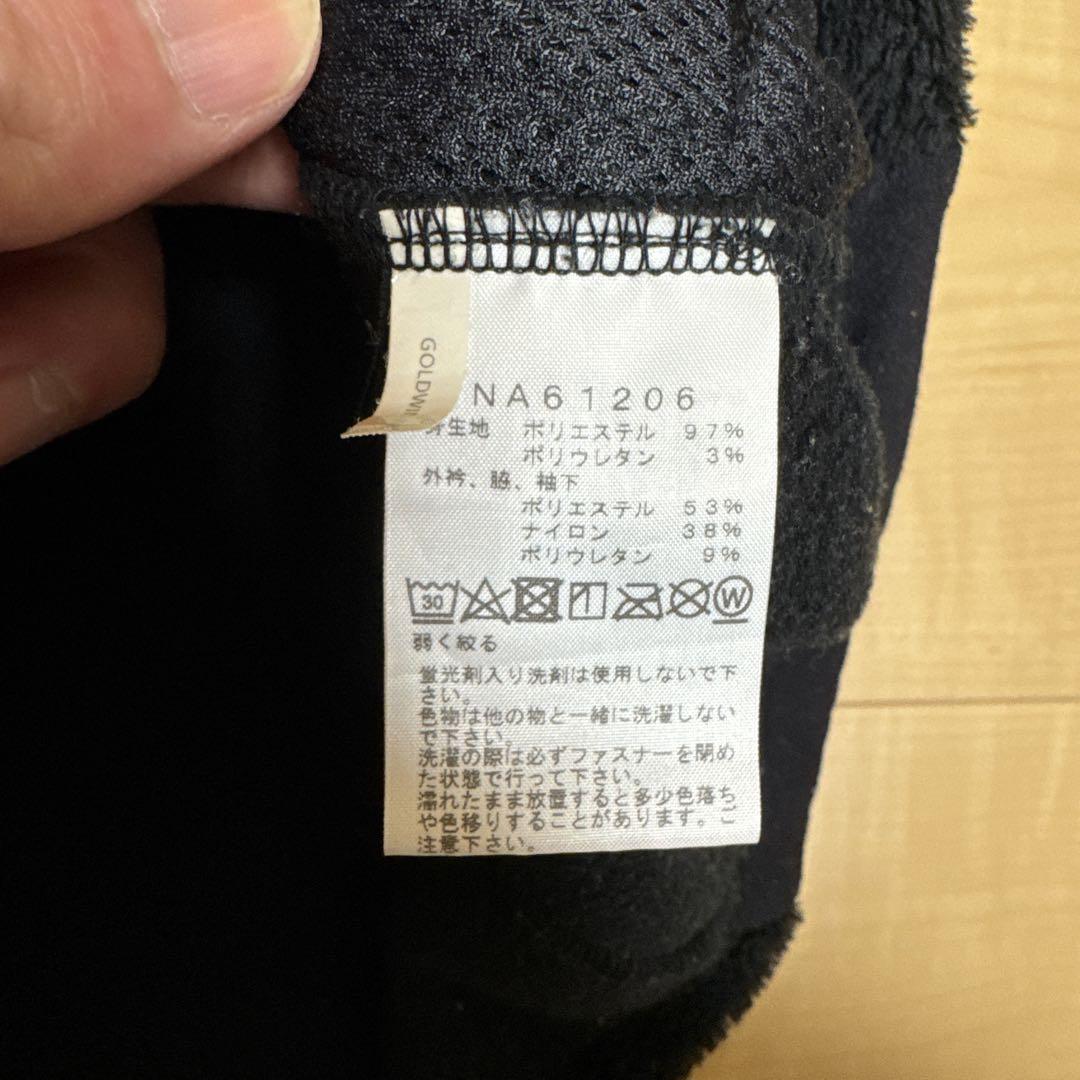 GOLDWI
NA61206
身生地 ポリエステル 97%
ポリウレタン 3%
外衿、脇、袖下
ポリエステル 53%
ナイロン 38%
ポリウレタン 9%
30 W
弱く絞る
蛍光剤入り洗剤は使用しないで下
さい。
色物は他の物と一緒に洗濯しない
で下さい。
洗濯の際は必ずファスナーを閉め
た状態で行って下さい。
濡れたまま放置すると多少色落ち
や色移りすることがあります。ご
注意下さい。